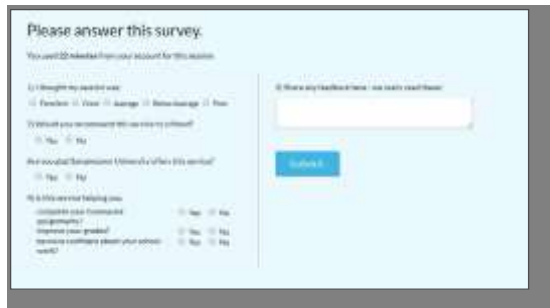 Please answer this survey.
You used 22 minutes from your account for this session.
1) I thought my session was:
Excellent Good Average Below Average Poor
2) Would you recommend this service to a friend?
Yes No
Are you glad University offers this service?
Yes No
4) Is this service helping you:
complete your homework Yes No
assignments?
improve your grades? Yes No
confident about your school Yes No
work?
5) Share any feedback here - we really read these!
Submit